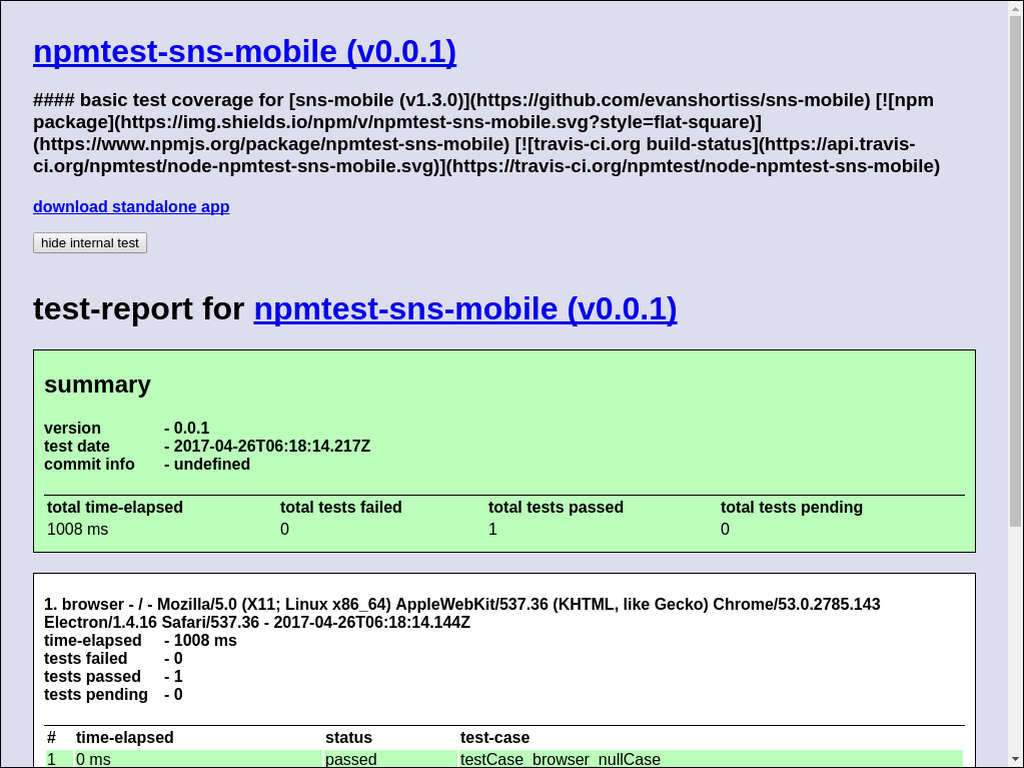 npmtest-sns-mobile (v0.0.1)
#### basic test coverage for [sns-mobile (v1.3.0)](https://github.com/evanshortiss/sns-mobile) [![npm
package](https://img.shields.io/npm/v/npmtest-sns-mobile.svg?style=flat-square)]
(https://www.npmjs.org/package/npmtest-sns-mobile) [![travis-ci.org build-status](https://api.travis-
ci.org/npmtest/node-npmtest-sns-mobile.svg)](https://travis-ci.org/npmtest/node-npmtest-sns-mobile)
download standalone app
hide internal test
test-report for npmtest-sns-mobile (v0.0.1)
summary
version - 0.0.1
test date - 2017-04-26T06:18:14.217Z
commit info - undefined
total time-elapsed total tests failed total tests passed total tests pending
1008 ms 0 1 0
1. browser - / - Mozilla/5.0 (X11; Linux x86_64) AppleWebKit/537.36 (KHTML, like Gecko) Chrome/53.0.2785.143
Electron/1.4.16 Safari/537.36 - 2017-04-26T06:18:14.144Z
time-elapsed - 1008 ms
tests failed - 0
tests passed - 1
tests pending - 0
# time-elapsed status test-case
1 0 ms passed testCase_browser_nullCase